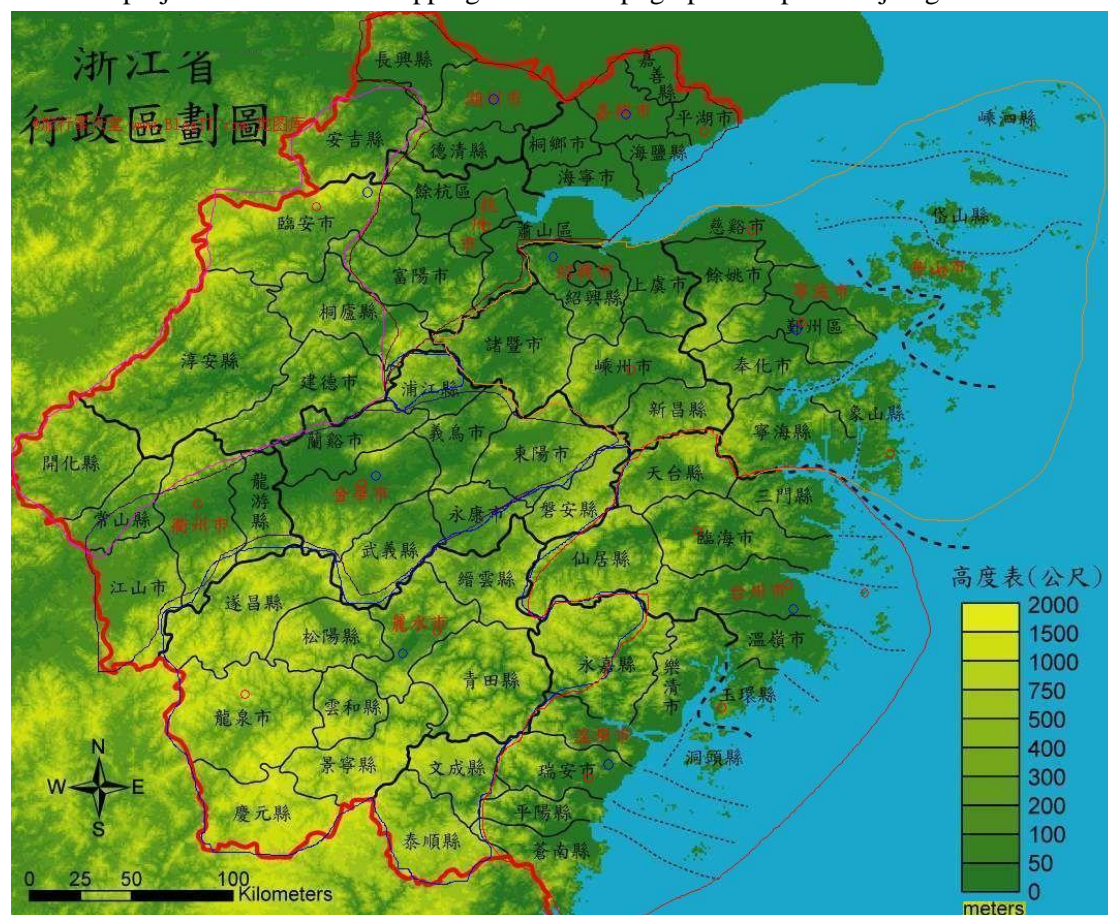 浙江省
行政區劃圖
長興縣
嘉善縣
平湖市
安吉縣
德清縣
桐鄉市
海鹽縣
海寧市
嵊泗縣
餘杭區
臨安市
蕭山區
慈谿市
岱山縣
富陽市
紹興縣
上虞市
餘姚市
舟山市
寧波市
鄞州區
桐廬縣
諸暨市
嵊州市
奉化市
淳安縣
建德市
浦江縣
新昌縣
寧海縣
象山縣
開化縣
蘭谿市
義烏市
東陽市
天台縣
三門縣
常山縣
衢州市
龍游縣
金華市
永康市
磐安縣
江山市
武義縣
縉雲縣
仙居縣
臨海市
台州市
遂昌縣
松陽縣
麗水市
青田縣
永嘉縣
樂清市
溫嶺市
玉環縣
龍泉市
雲和縣
溫州市
洞頭縣
景寧縣
文成縣
瑞安市
慶元縣
泰順縣
平陽縣
蒼南縣
N
W E
S
0 25 50 100
Kilometers
高度表(公尺)
2000
1500
1000
750
500
400
300
200
100
50
0
meters